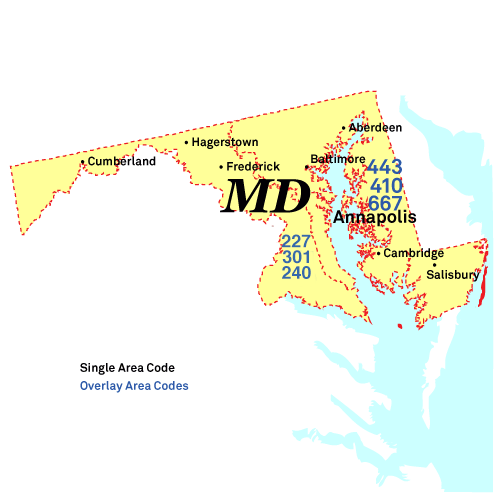 Aberdeen
Hagerstown
Baltimore
Cumberland
Frederick
443
410
667
MD
Annapolis
227
301
240
Cambridge
Salisbury
Single Area Code
Overlay Area Codes